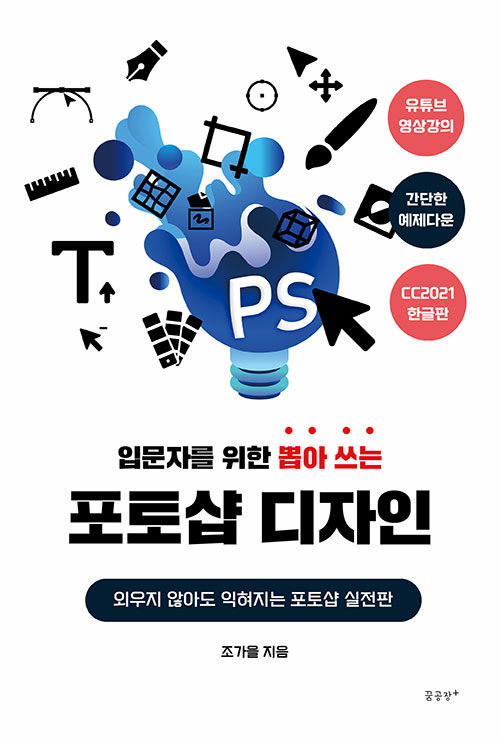 유튜브
영상강의
간단한
예제다운
CC2021
한글판
T
PS
입문자를 위한 뽑아 쓰는
포토샵 디자인
외우지 않아도 익혀지는 포토샵 실전판
조가을 지음
꿈공장+